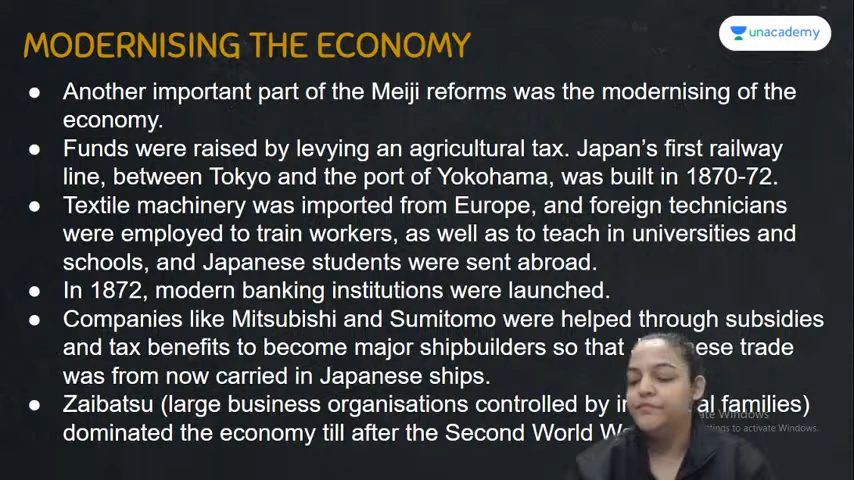 MODERNISING THE ECONOMY
unacademy
● Another important part of the Meiji reforms was the modernising of the
economy.
● Funds were raised by levying an agricultural tax. Japan's first railway
line, between Tokyo and the port of Yokohama, was built in 1870-72.
● Textile machinery was imported from Europe, and foreign technicians
were employed to train workers, as well as to teach in universities and
schools, and Japanese students were sent abroad.
● In 1872, modern banking institutions were launched.
● Companies like Mitsubishi and Sumitomo were helped through subsidies
and tax benefits to become major shipbuilders so that trade
was from now carried in Japanese ships.
● Zaibatsu (large business organisations controlled by families)
Windows
dominated the economy till after the Second World
to activate Windows.